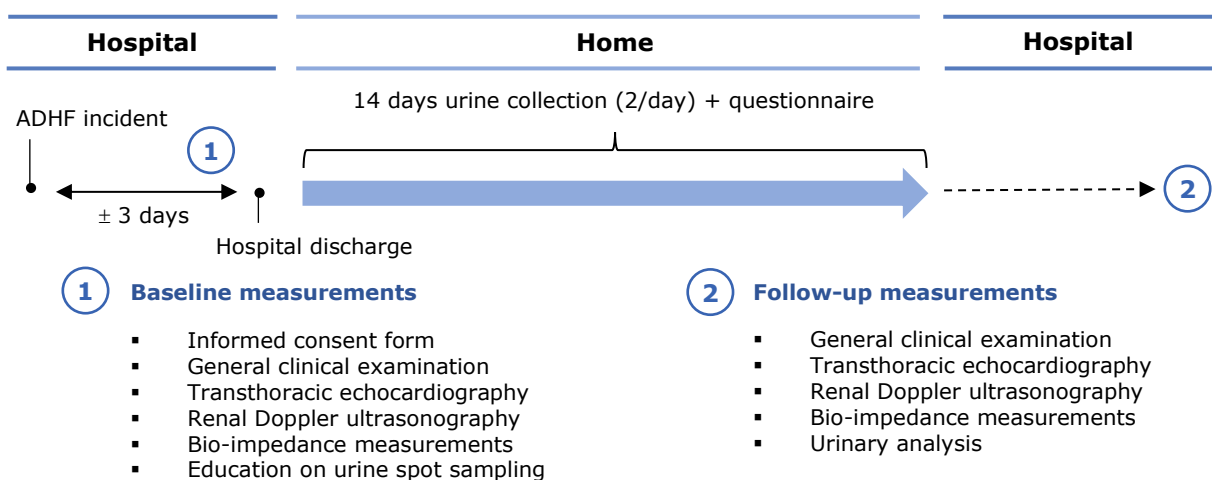 Hospital
Home
Hospital
14 days urine collection (2/day) + questionnaire
ADHF incident
1
± 3 days
Hospital discharge
2
1 Baseline measurements
▪ Informed consent form
▪ General clinical examination
▪ Transthoracic echocardiography
▪ Renal Doppler ultrasonography
▪ Bio-impedance measurements
▪ Education on urine spot sampling
2 Follow-up measurements
▪ General clinical examination
▪ Transthoracic echocardiography
▪ Renal Doppler ultrasonography
▪ Bio-impedance measurements
▪ Urinary analysis